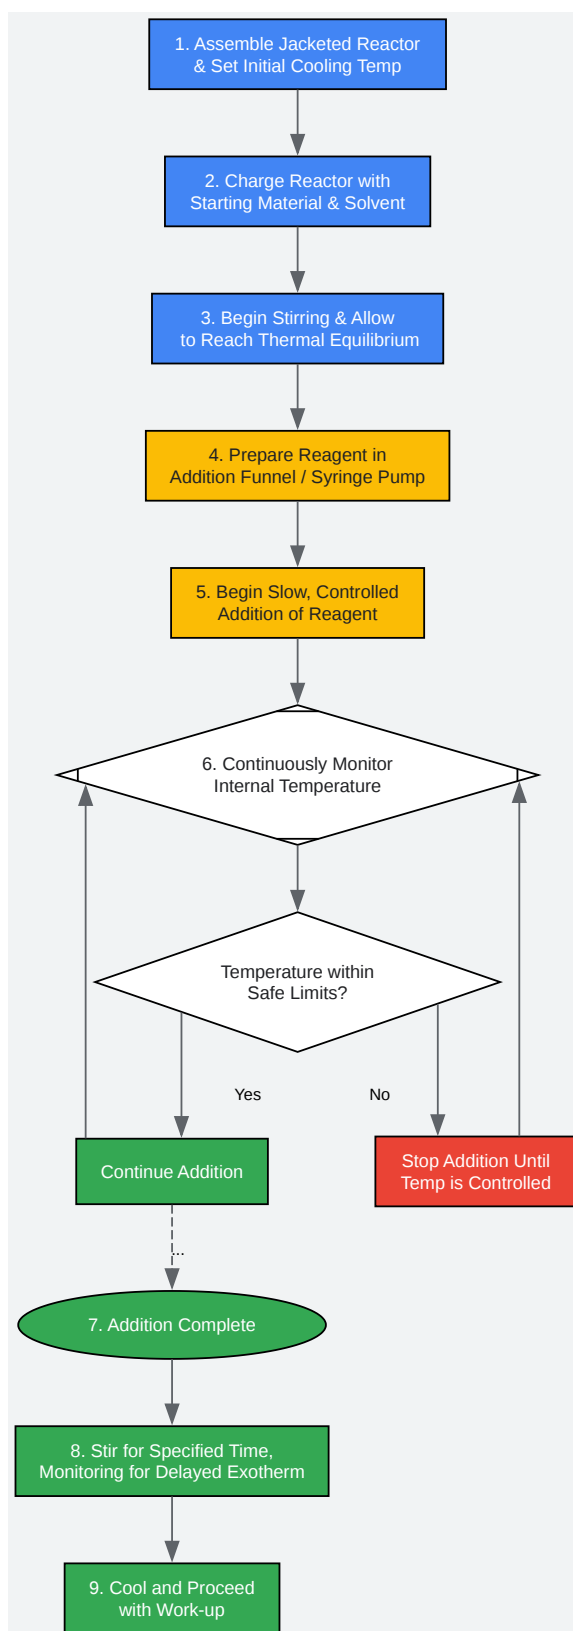 1. Assemble Jacketed Reactor
& Set Initial Cooling Temp
2. Charge Reactor with
Starting Material & Solvent
3. Begin Stirring & Allow
to Reach Thermal Equilibrium
4. Prepare Reagent in
Addition Funnel / Syringe Pump
5. Begin Slow, Controlled
Addition of Reagent
6. Continuously Monitor
Internal Temperature
Temperature within
Safe Limits?
Yes
No
Continue Addition
Stop Addition Until
Temp is Controlled
...
7. Addition Complete
8. Stir for Specified Time,
Monitoring for Delayed Exotherm
9. Cool and Proceed
with Work-up